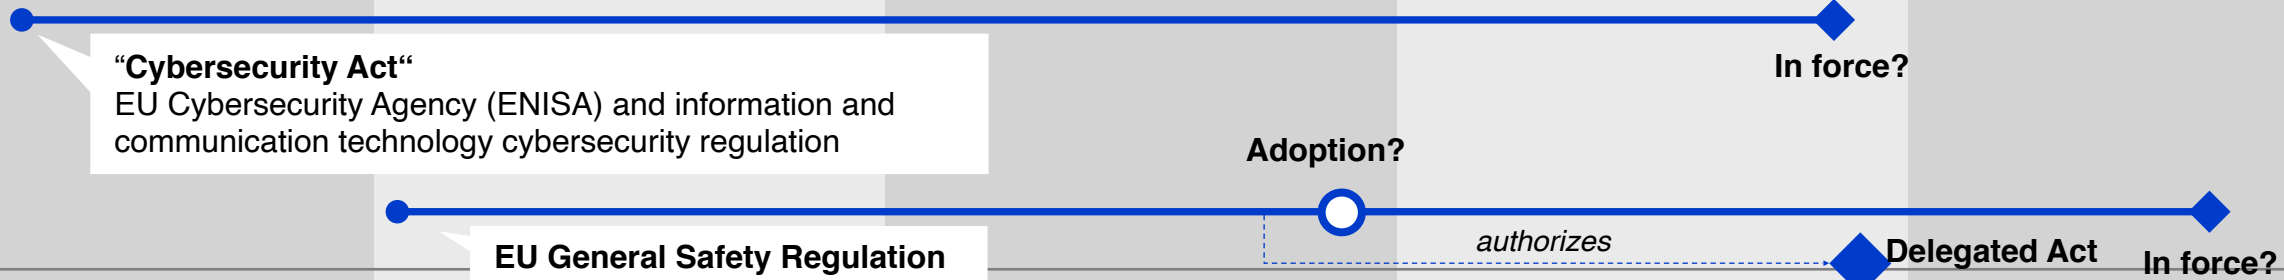 “Cybersecurity Act“
EU Cybersecurity Agency (ENISA) and information and
communication technology cybersecurity regulation
In force?
Adoption?
EU General Safety Regulation
authorizes
Delegated Act
In force?